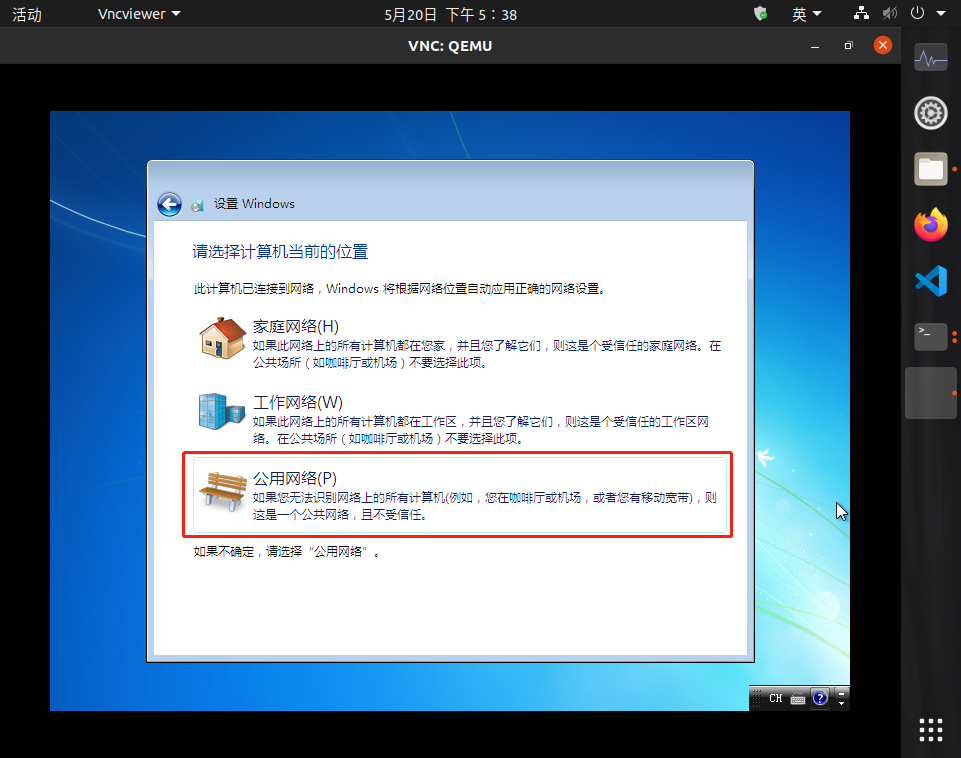 活动 Vncviewer 5月20日 下午 5：38 英
VNC: QEMU
设置 Windows
请选择计算机当前的位置
此计算机已连接到网络，Windows 将根据网络位置自动应用正确的网络设置。
家庭网络(H)
如果此网络上的所有计算机都在您家，并且您了解它们，则这是个受信任的家庭网络。在
公共场所（如咖啡厅或机场）不要选择此项。
工作网络(W)
如果此网络上的所有计算机都在工作区，并且您了解它们，则这是个受信任的工作区网
络。在公共场所（如咖啡厅或机场）不要选择此项。
公用网络(P)
如果您无法识别网络上的所有计算机(例如，您在咖啡厅或机场，或者您有移动宽带)，则
这是一个公共网络，且不受信任。
如果不确定，请选择“公用网络”。
CH